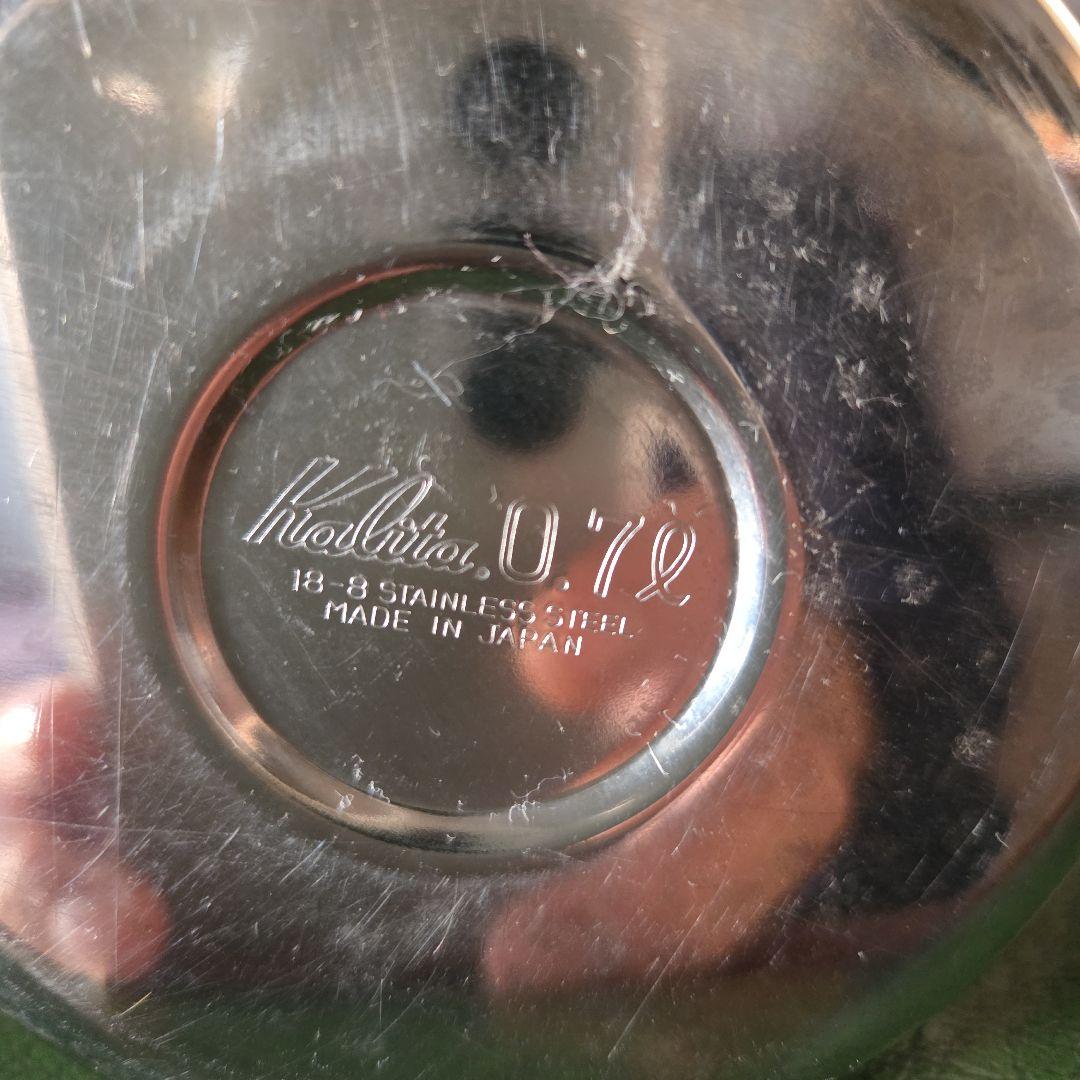 Kalita. 0.7ℓ
18-8 STAINLESS STEEL
MADE IN JAPAN